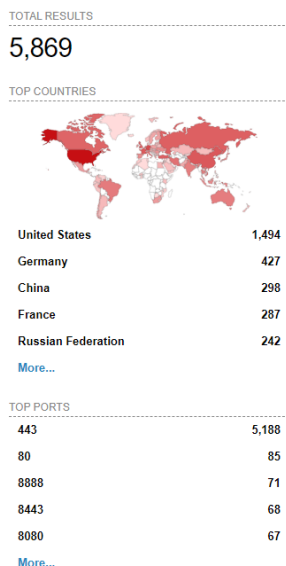 TOTAL RESULTS
5,869
TOP COUNTRIES
United States 1,494
Germany 427
China 298
France 287
Russian Federation 242
More...
TOP PORTS
443 5,188
80 85
8888 71
8443 68
8080 67
More...